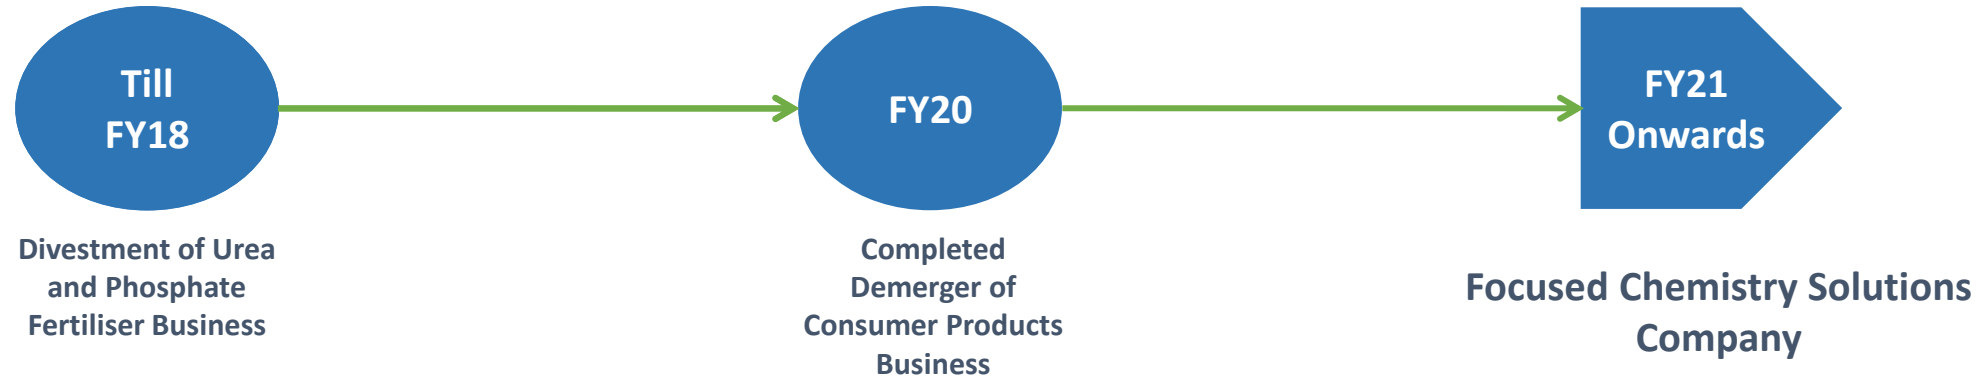 Till
FY18
FY20
FY21
Onwards
Divestment of Urea
and Phosphate
Fertiliser Business
Completed
Demerger of
Consumer Products
Business
Focused Chemistry Solutions
Company